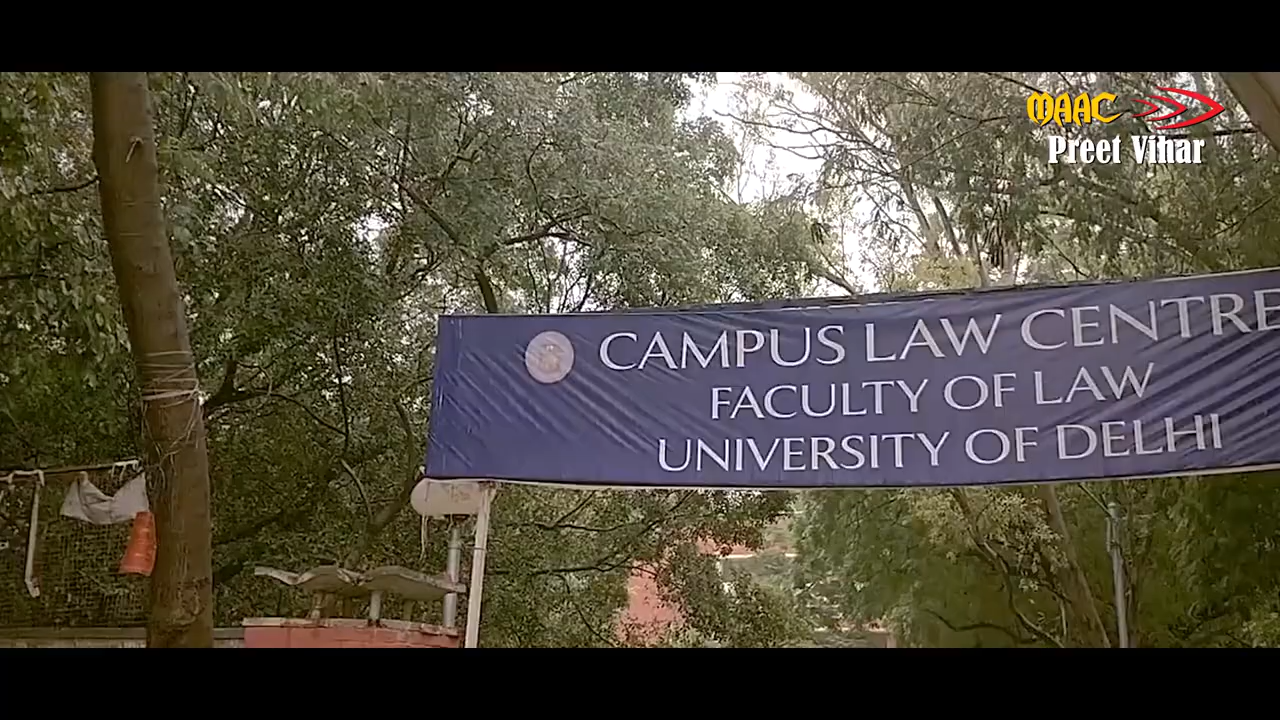 MAAC
Preet Vihar
CAMPUS LAW CENTRE
FACULTY OF LAW
UNIVERSITY OF DELHI